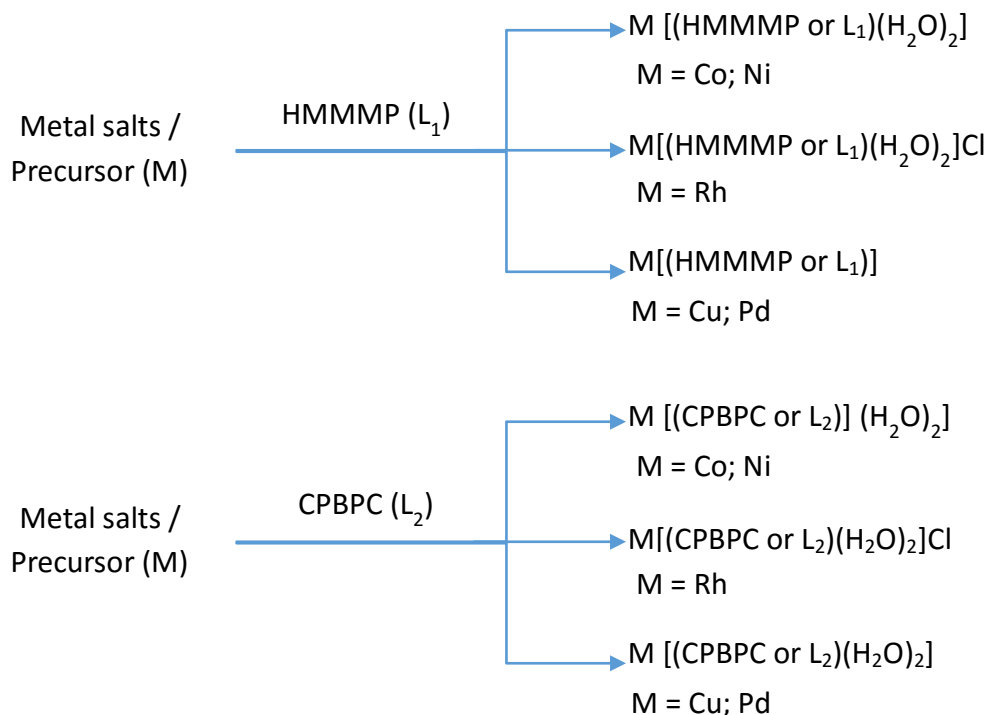 M [(HMMMP or L₁)(H₂O)₂]
M = Co; Ni
Metal salts /
Precursor (M)
HMMMP (L₁)
M[(HMMMP or L₁)(H₂O)₂]Cl
M = Rh
M[(HMMMP or L₁)]
M = Cu; Pd
M [(CPBPC or L₂)] (H₂O)₂]
M = Co; Ni
Metal salts /
Precursor (M)
CPBPC (L₂)
M[(CPBPC or L₂)(H₂O)₂]Cl
M = Rh
M [(CPBPC or L₂)(H₂O)₂]
M = Cu; Pd